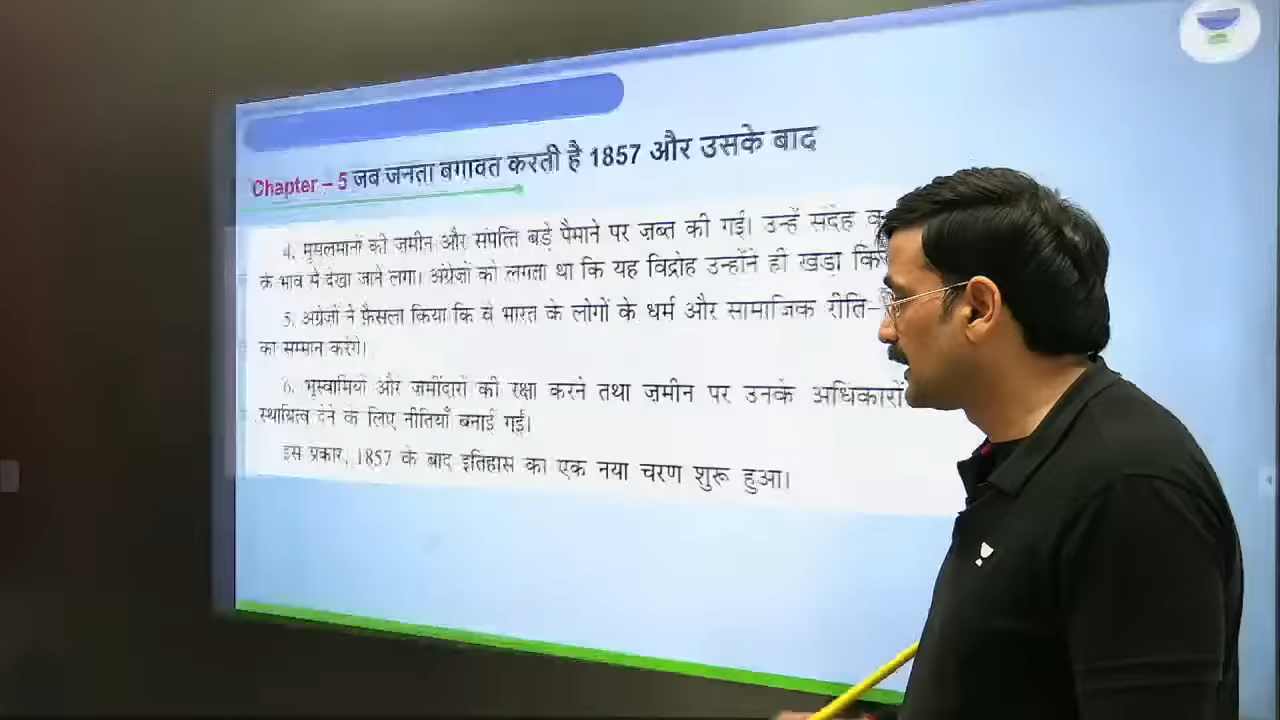 Chapter – 5 जब जनता बगावत करती है 1857 और उसके बाद
4. मुसलमानों की ज़मीन और संपत्ति बड़े पैमाने पर ज़ब्त की गई। उन्हें संदेह व
के भाव से देखा जाने लगा। अंग्रेजों को लगता था कि यह विद्रोह उन्होंने ही खड़ा
5. अंग्रेजों ने फ़ैसला किया कि वे भारत के लोगों के धर्म और सामाजिक रीति–
का सम्मान करेंगे।
6. भूस्वामियों और ज़मींदारों की रक्षा करने तथा ज़मीन पर उनके अधिकारों
स्थायित्व देने के लिए नीतियाँ बनाई गईं।
इस प्रकार, 1857 के बाद इतिहास का एक नया चरण शुरू हुआ।